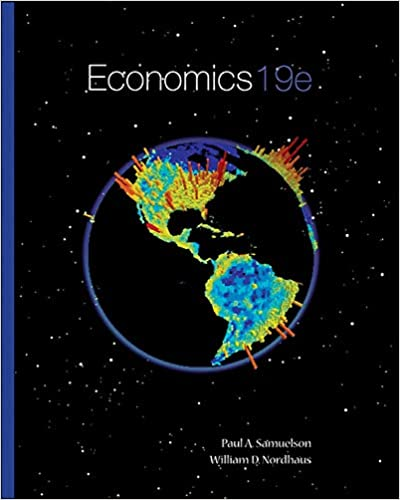 Economics 19e
Paul A. Samuelson
William D. Nordhaus